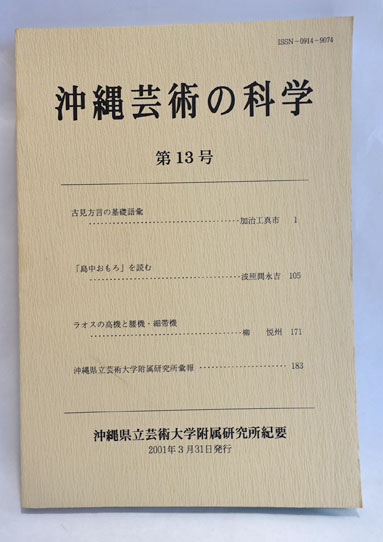 ISSN-0914-9074
沖縄芸術の科学
第13号
古見方言の基礎語彙
加治工真市 1
「島中おもろ」を読む
波照間永吉 105
ラオスの高機と腰機・細帯機
柳 悦州 171
沖縄県立芸術大学附属研究所彙報 183
沖縄県立芸術大学附属研究所紀要
2001年3月31日発行